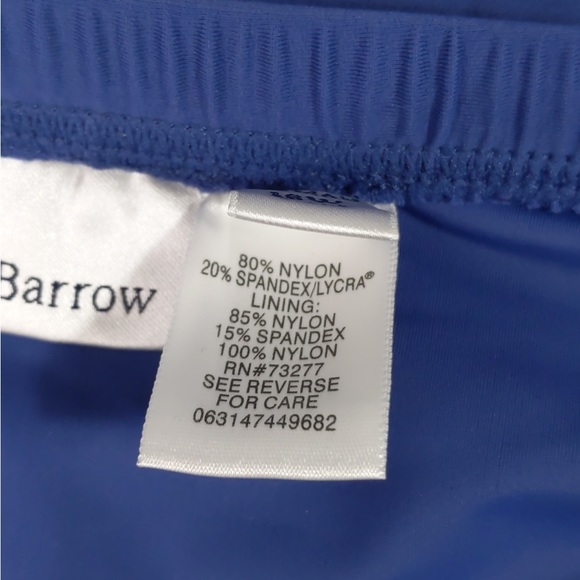 Barrow
80% NYLON
20% SPANDEX/LYCRA®
LINING:
85% NYLON
15% SPANDEX
100% NYLON
RN#73277
SEE REVERSE
FOR CARE
063147449682